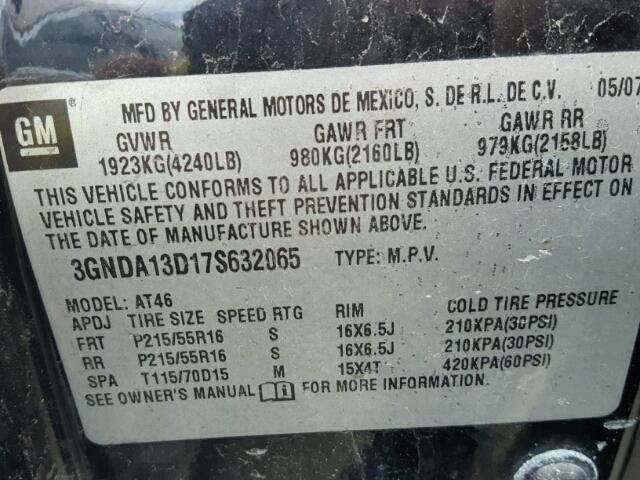 GM
MFD BY GENERAL MOTORS DE MEXICO, S. DE R.L. DE C.V. 05/07
GVWR GAWR FRT GAWR RR
1923KG(4240LB) 980KG(2160LB) 979KG(2158LB)
THIS VEHICLE CONFORMS TO ALL APPLICABLE U.S. FEDERAL MOTOR
VEHICLE SAFETY AND THEFT PREVENTION STANDARDS IN EFFECT ON
THE DATE OF MANUFACTURE SHOWN ABOVE.
3GNDA13D17S632065 TYPE: M.P.V.
MODEL: AT46
APDJ TIRE SIZE SPEED RTG RIM COLD TIRE PRESSURE
FRT P215/55R16 S 16X6.5J 210KPA(30PSI)
RR P215/55R16 S 16X6.5J 210KPA(30PSI)
SPA T115/70D15 M 15X4T 420KPA(60PSI)
SEE OWNER'S MANUAL FOR MORE INFORMATION.